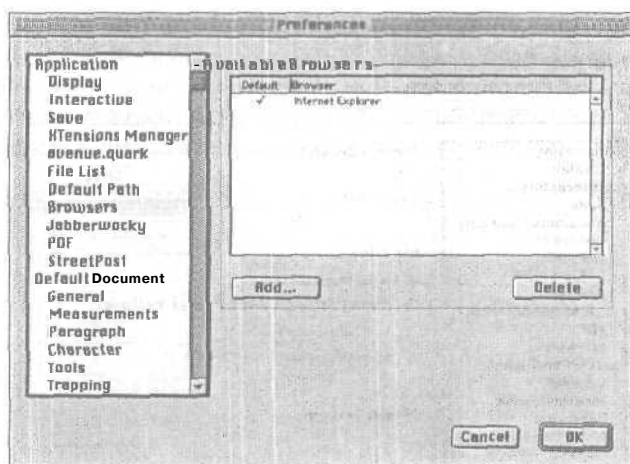 Preferences
Application
Display
Interactive
Save
XTensions Manager
avenue.quark
File List
Default Path
Browsers
Jabberwocky
PDF
StreetPost
Default Document
General
Measurements
Paragraph
Character
Tools
Trapping
Available Browsers
Default Browser
✓ Internet Explorer
Add...
Delete
Cancel
OK